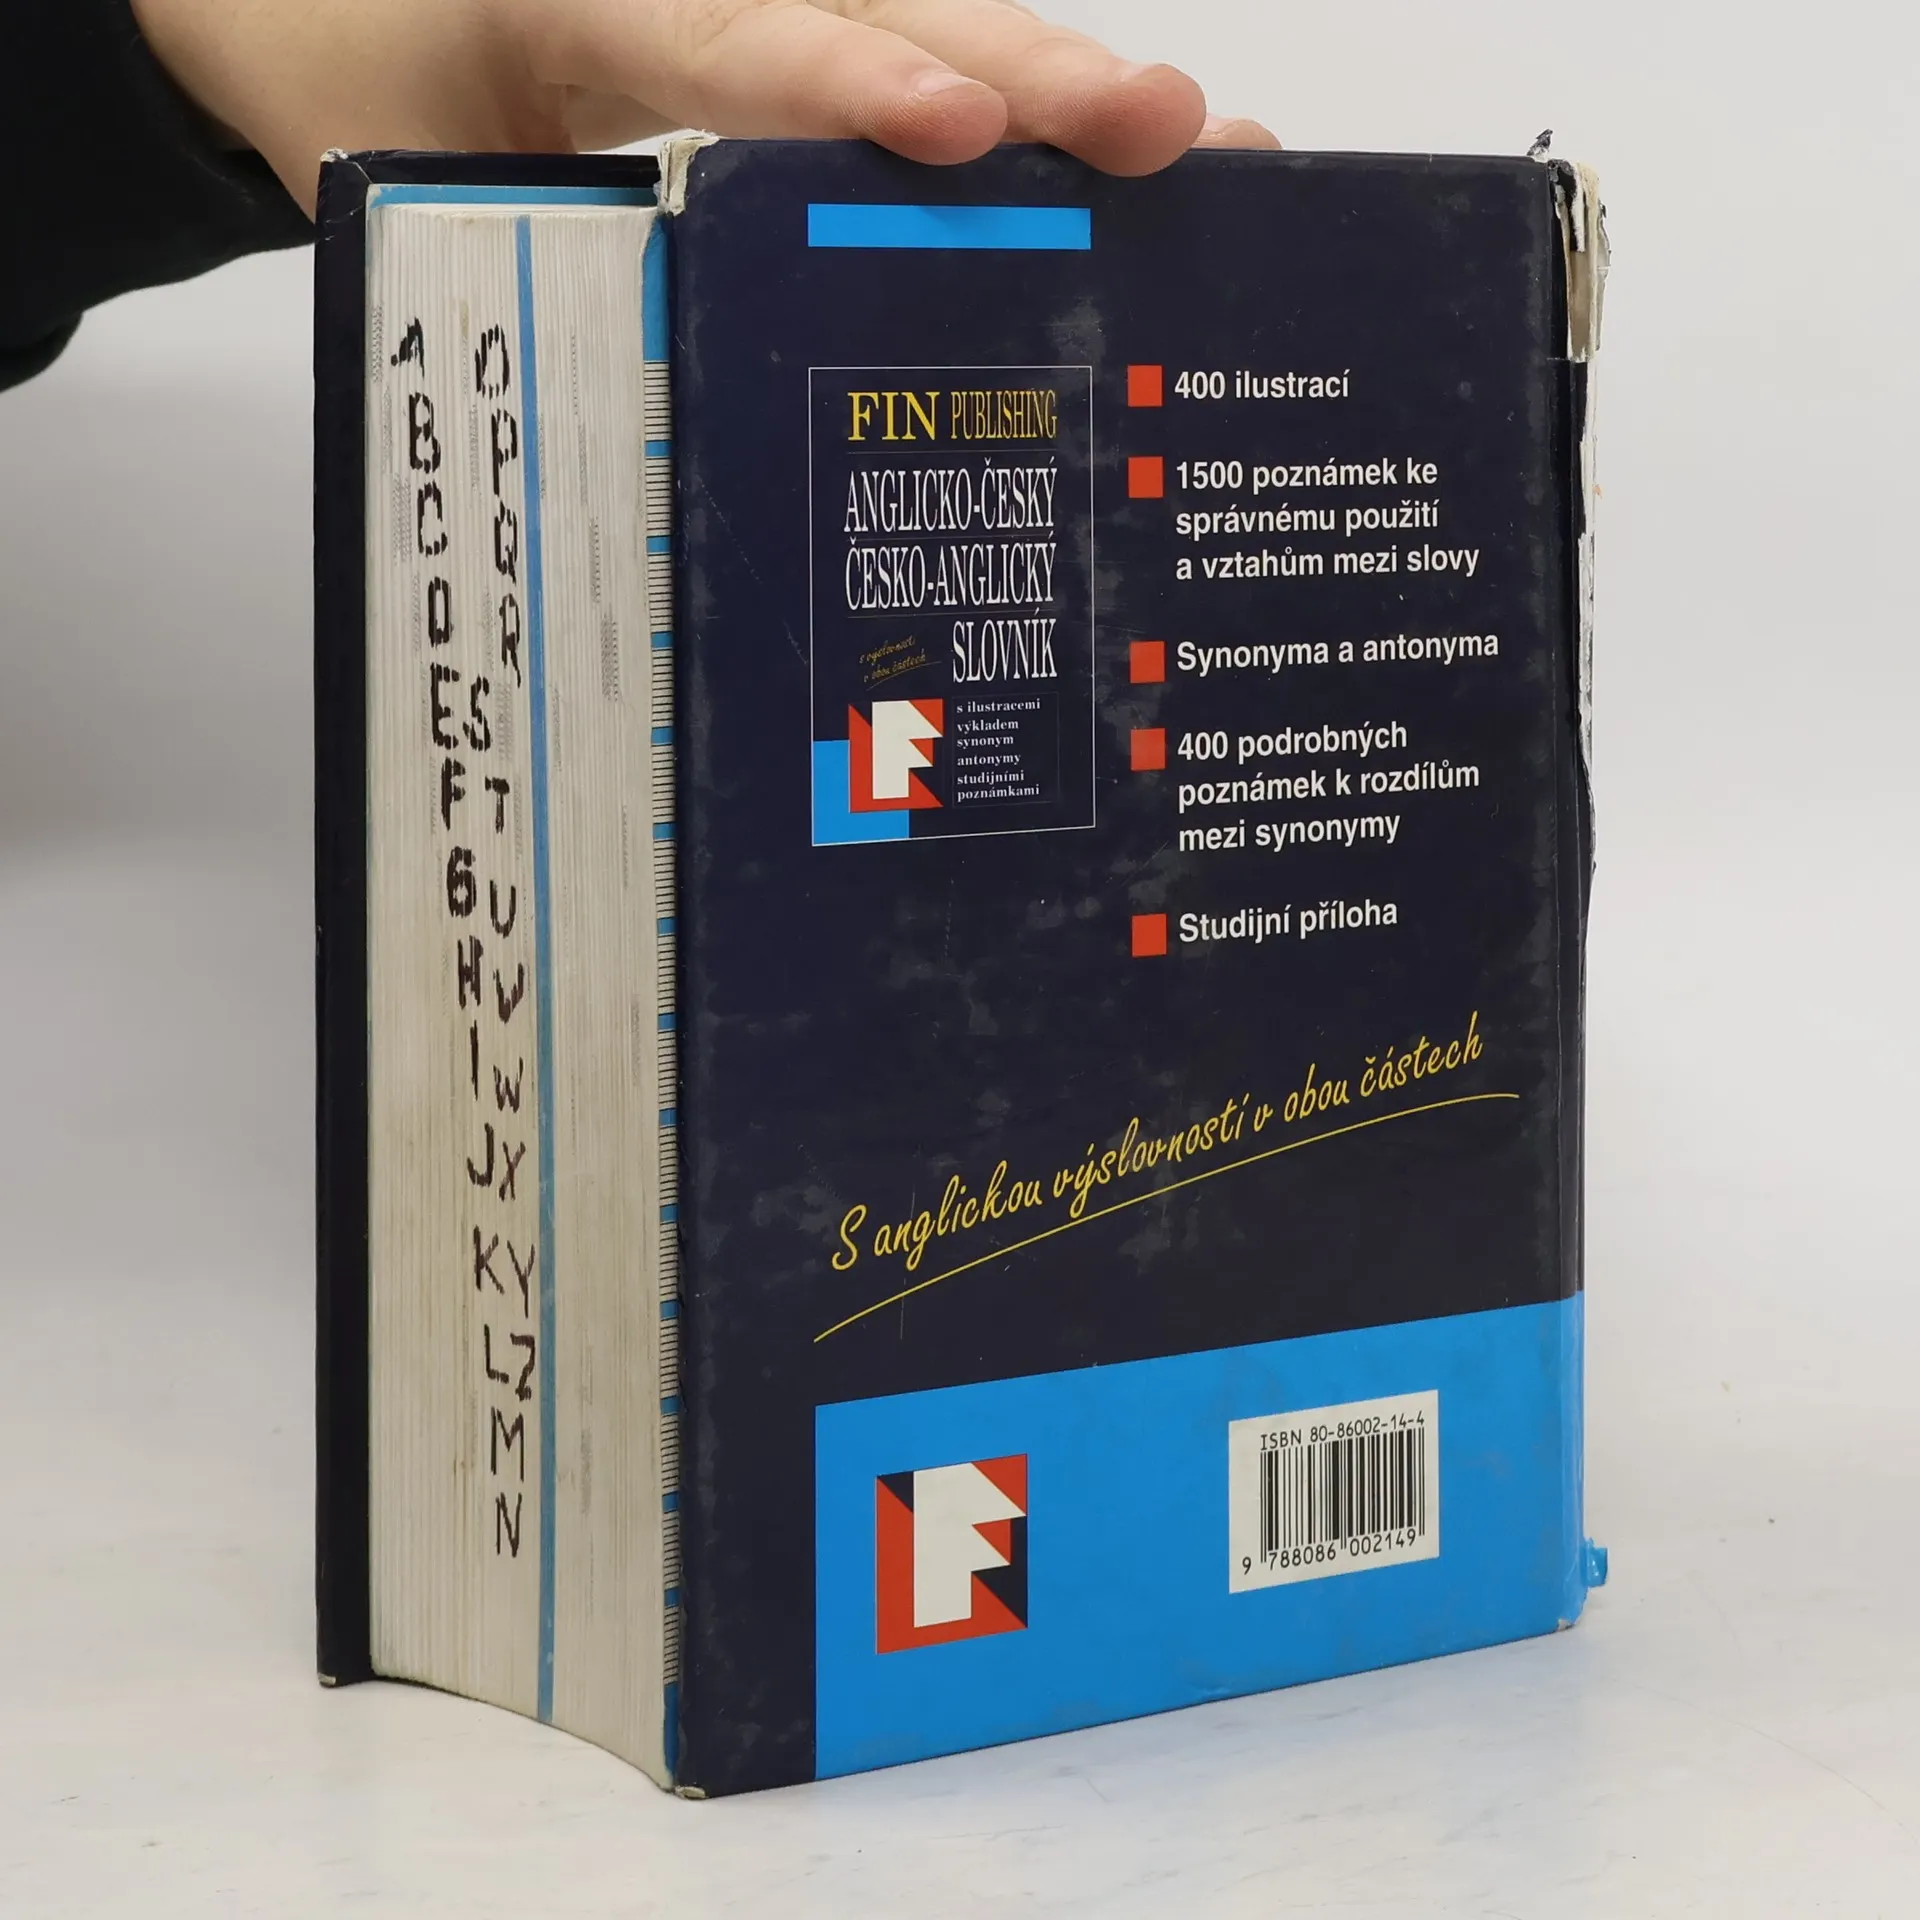 A
B
C
D
E
F
G
H
I
J
K
L
M
N
O
P
Q
R
S
T
U
V
W
X
Y
Z
FIN PUBLISHING
ANGLICKO-ČESKÝ
ČESKO-ANGLICKÝ
SLOVNÍK
s výslovností
v obou částech
s ilustracemi
výkladem
synonym
antonymy
studijními
poznámkami
400 ilustrací
1500 poznámek ke
správnému použití
a vztahům mezi slovy
Synonyma a antonyma
400 podrobných
poznámek k rozdílům
mezi synonymy
Studijní příloha
S anglickou výslovností v obou částech
ISBN 80-86002-14-4
9 788086 002149